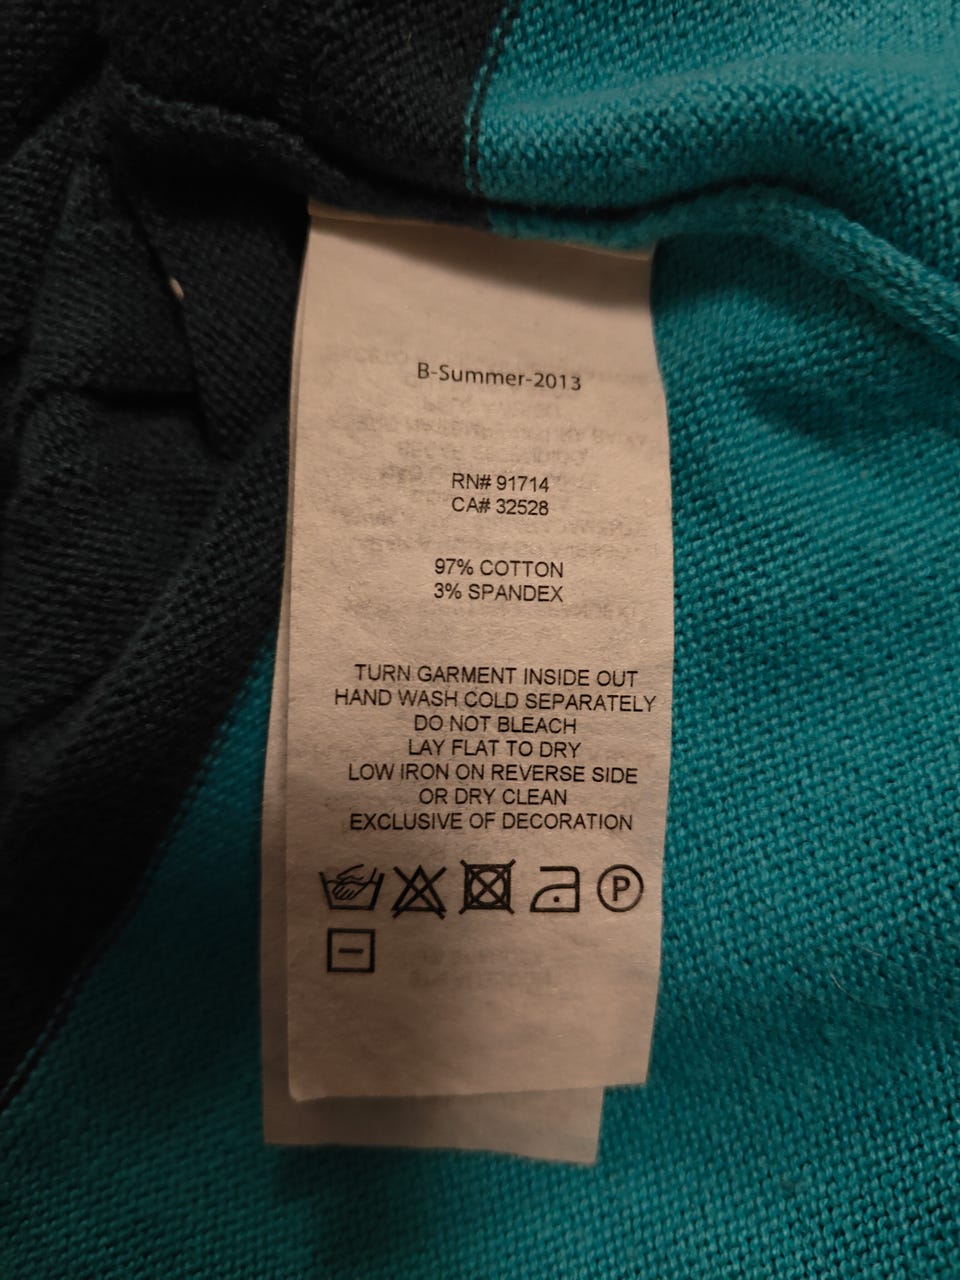 B-Summer-2013
RN# 91714
CA# 32528
97% COTTON
3% SPANDEX
TURN GARMENT INSIDE OUT
HAND WASH COLD SEPARATELY
DO NOT BLEACH
LAY FLAT TO DRY
LOW IRON ON REVERSE SIDE
OR DRY CLEAN
EXCLUSIVE OF DECORATION
P